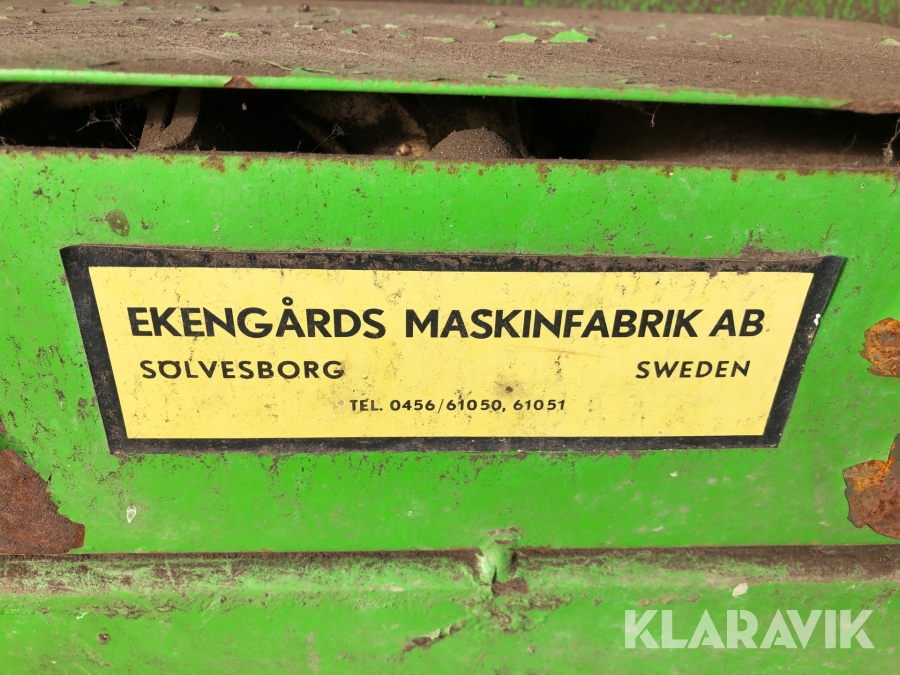 EKENGÅRDS MASKINFABRIK AB
SÖLVESBORG SWEDEN
TEL. 0456/61050, 61051
KLARAVIK